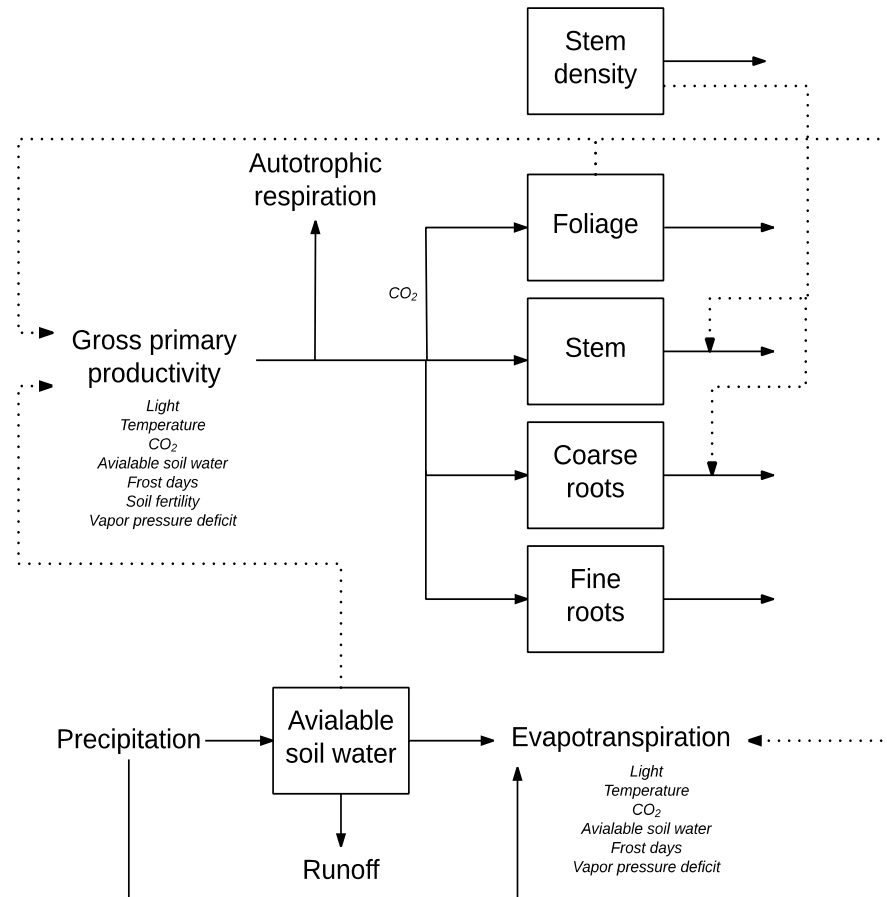 Stem
density
Autotrophic
respiration
Foliage
CO₂
Gross primary
productivity
Stem
Light
Temperature
CO₂
Avialable soil water
Frost days
Soil fertility
Vapor pressure deficit
Coarse
roots
Fine
roots
Precipitation
Avialable
soil water
Evapotranspiration
Light
Temperature
CO₂
Avialable soil water
Frost days
Vapor pressure deficit
Runoff